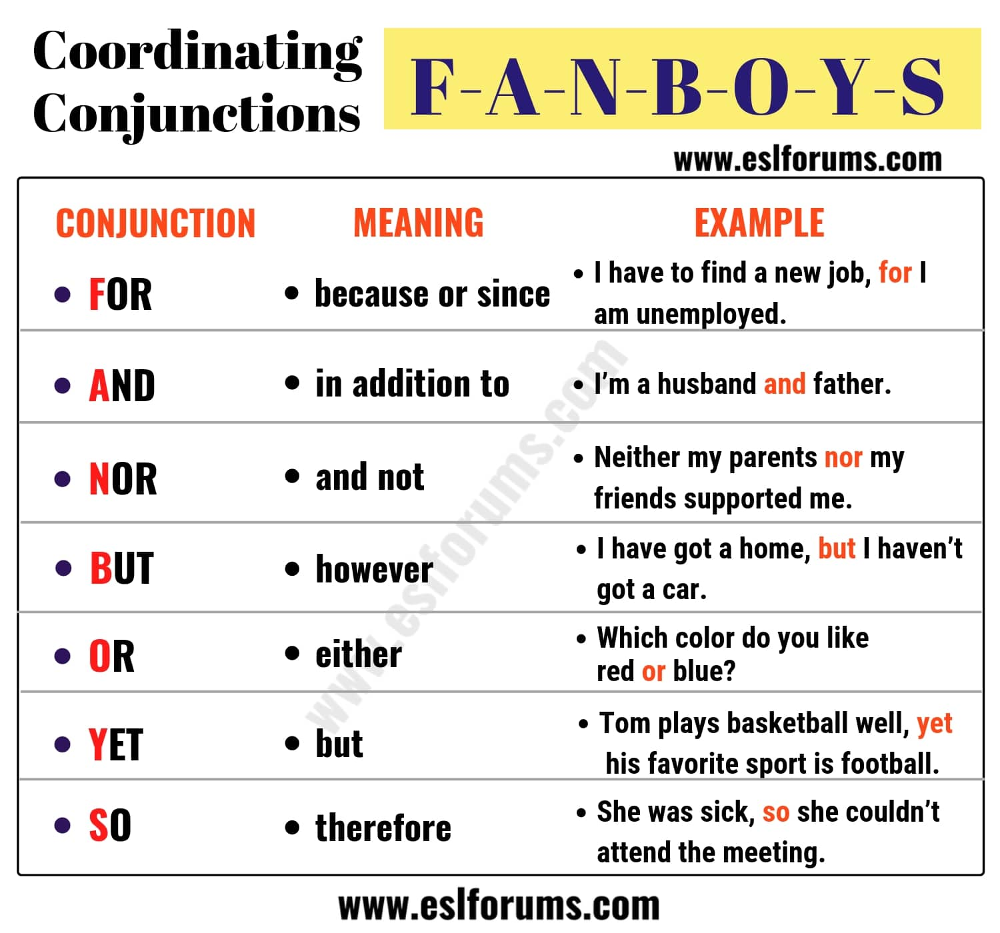 Coordinating
Conjunctions
F-A-N-B-O-Y-S
www.eslforums.com
CONJUNCTION MEANING EXAMPLE
• FOR • because or since • I have to find a new job, for I
am unemployed.
• AND • in addition to • I'm a husband and father.
• NOR • and not • Neither my parents nor my
friends supported me.
• BUT • however • I have got a home, but I haven't
got a car.
• OR • either • Which color do you like
red or blue?
• YET • but • Tom plays basketball well, yet
his favorite sport is football.
• SO • therefore • She was sick, so she couldn't
attend the meeting.
www.eslforums.com
www.eslforums.com